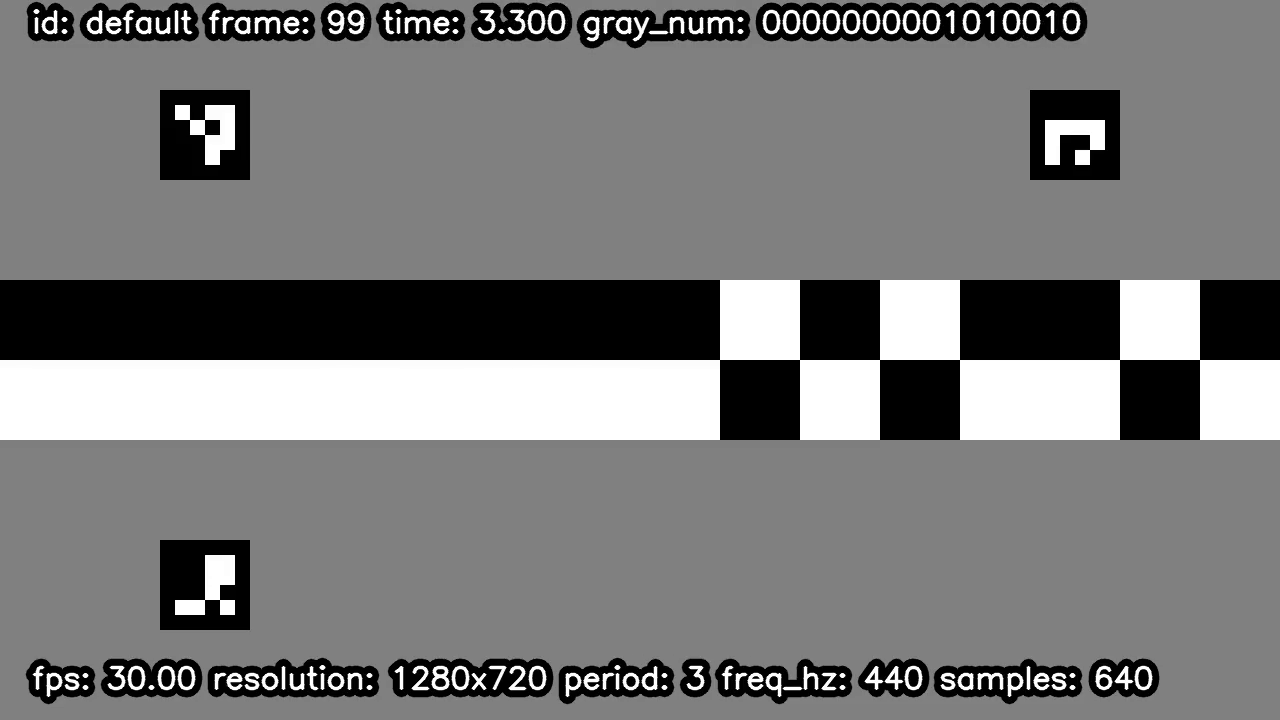 id: default frame: 99 time: 3.300 gray_num: 0000000001010010
fps: 30.00 resolution: 1280x720 period: 3 freq_hz: 440 samples: 640